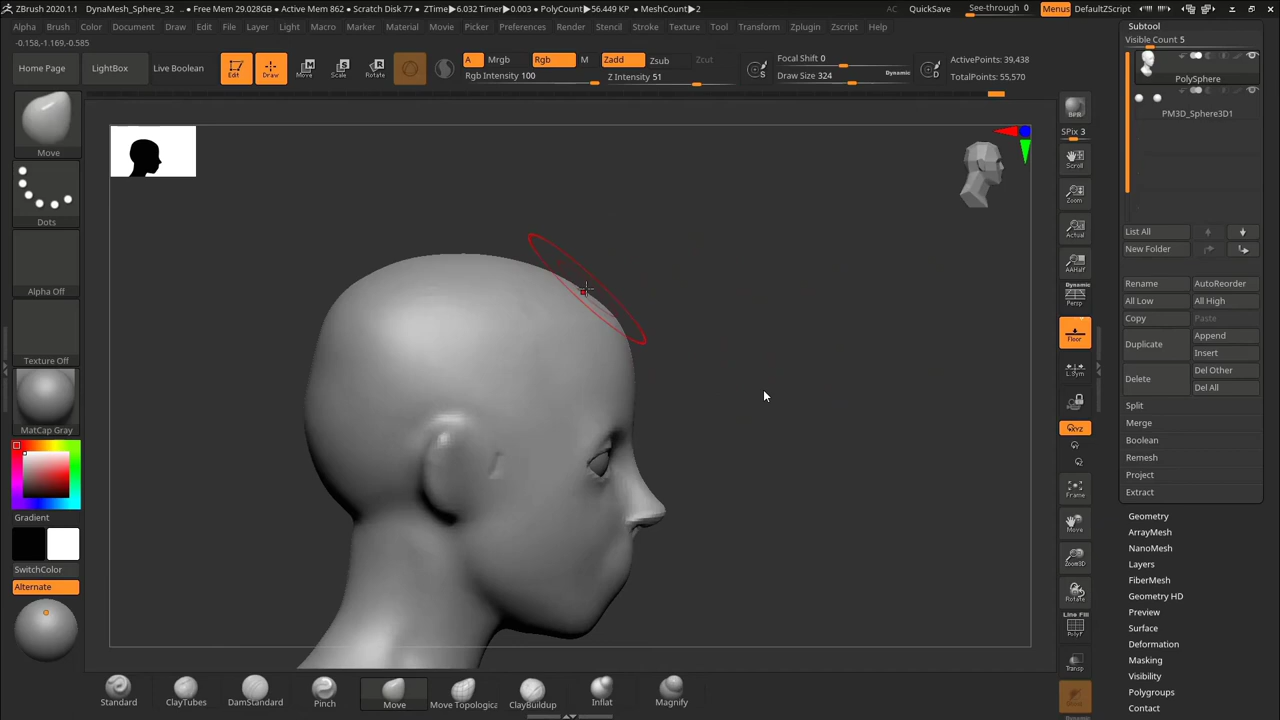 ZBrush 2020.1.1 DynaMesh_Sphere_32 • Free Mem 29.028GB • Active Mem 862 • Scratch Disk 77 • ZTime▶6.032 Timer▶0.003 • PolyCount▶56.449 KP • MeshCount▶2 AC QuickSave See-through 0 Menus DefaultZScript
Alpha Brush Color Document Draw Edit File Layer Light Macro Material Movie Picker Preferences Render Stencil Stroke Texture Tool Transform Zplugin Zscript Help
-0.158,-1.169,-0.585
Home Page LightBox Live Boolean Edit Draw Move Scale Rotate
A Mrgb Rgb M Zadd Zsub Zcut
Rgb Intensity 100 Z Intensity 51
Focal Shift 0
Draw Size 324 Dynamic
ActivePoints: 39,438
TotalPoints: 55,570
Move
Dots
Alpha Off
Texture Off
MatCap Gray
Gradient
SwitchColor
Alternate
BPR
SPix 3
Scroll
Zoom
Actual
AAHalf
Dynamic
Persp
Floor
L.Sym
XYZ
Frame
Move
Zoom3D
Rotate
Line Fill
PolyF
Transp
Subtool
Visible Count 5
PolySphere
PM3D_Sphere3D1
List All
New Folder
Rename AutoReorder
All Low All High
Copy Paste
Duplicate Append
Insert
Delete Del Other
Del All
Split
Merge
Boolean
Remesh
Project
Extract
Geometry
ArrayMesh
NanoMesh
Layers
FiberMesh
Geometry HD
Preview
Surface
Deformation
Masking
Visibility
Polygroups
Contact
Standard ClayTubes DamStandard Pinch Move Move Topologica ClayBuildup Inflat Magnify